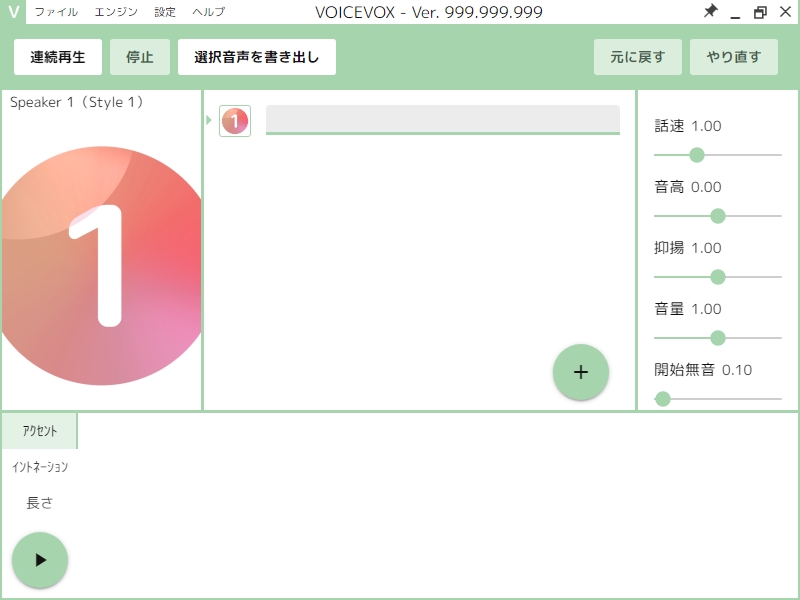 V ファイル エンジン 設定 ヘルプ VOICEVOX - Ver. 999.999.999
連続再生 停止 選択音声を書き出し 元に戻す やり直す
Speaker 1（Style 1）
1
1
話速 1.00
音高 0.00
抑揚 1.00
音量 1.00
開始無音 0.10
アクセント
イントネーション
長さ